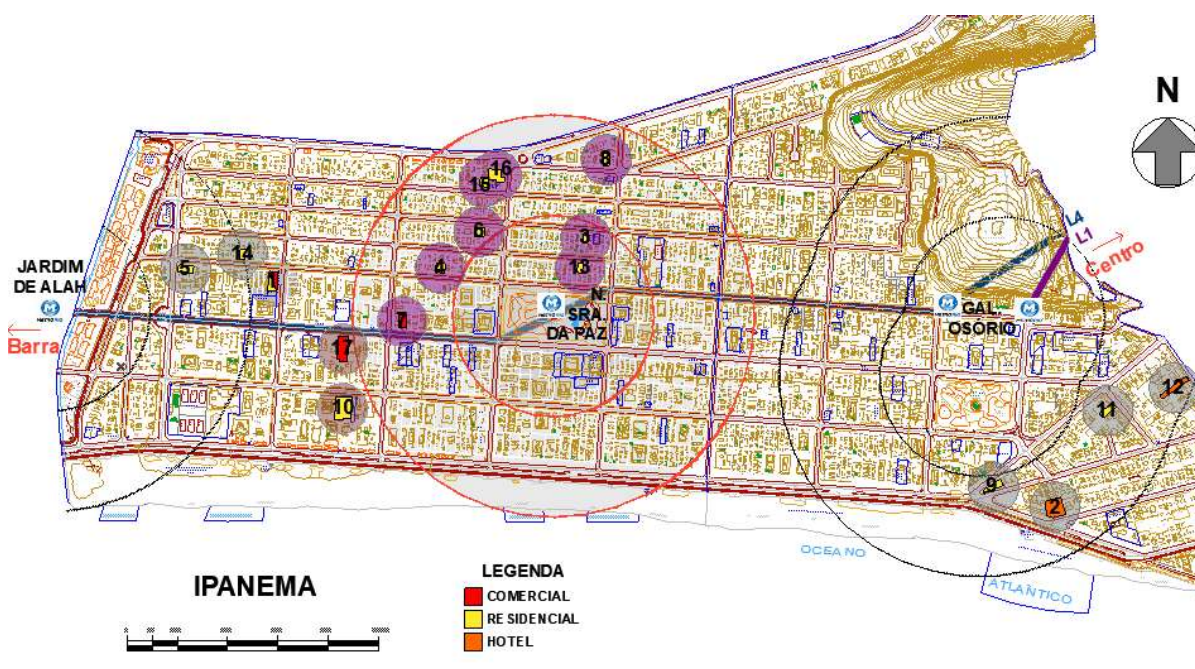 N
16
15
8
6
3
14
5
4
13
1
L4
L1
Centro
JARDIM
DE ALAH
N.
SRA.
DA PAZ
GAL.
OSÓRIO
7
Barra
17
10
12
11
9
2
OCEANO
ATLÂNTICO
IPANEMA
LEGENDA
COMERCIAL
RESIDENCIAL
HOTEL